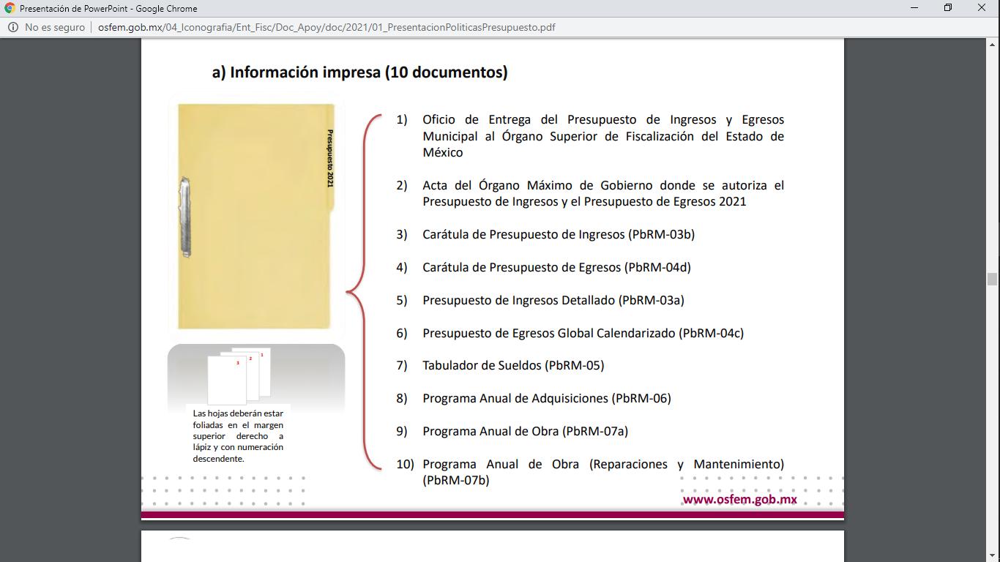 Presentación de PowerPoint - Google Chrome
No es seguro | osfem.gob.mx/04_Iconografia/Ent_Fisc/Doc_Apoy/doc/2021/01_PresentacionPoliticasPresupuesto.pdf
a) Información impresa (10 documentos)
Presupuesto 2021
1) Oficio de Entrega del Presupuesto de Ingresos y Egresos
Municipal al Órgano Superior de Fiscalización del Estado de
México
2) Acta del Órgano Máximo de Gobierno donde se autoriza el
Presupuesto de Ingresos y el Presupuesto de Egresos 2021
3) Carátula de Presupuesto de Ingresos (PbRM-03b)
4) Carátula de Presupuesto de Egresos (PbRM-04d)
5) Presupuesto de Ingresos Detallado (PbRM-03a)
6) Presupuesto de Egresos Global Calendarizado (PbRM-04c)
7) Tabulador de Sueldos (PbRM-05)
8) Programa Anual de Adquisiciones (PbRM-06)
9) Programa Anual de Obra (PbRM-07a)
10) Programa Anual de Obra (Reparaciones y Mantenimiento)
(PbRM-07b)
3
2
1
Las hojas deberán estar
foliadas en el margen
superior derecho a
lápiz y con numeración
descendente.
www.osfem.gob.mx